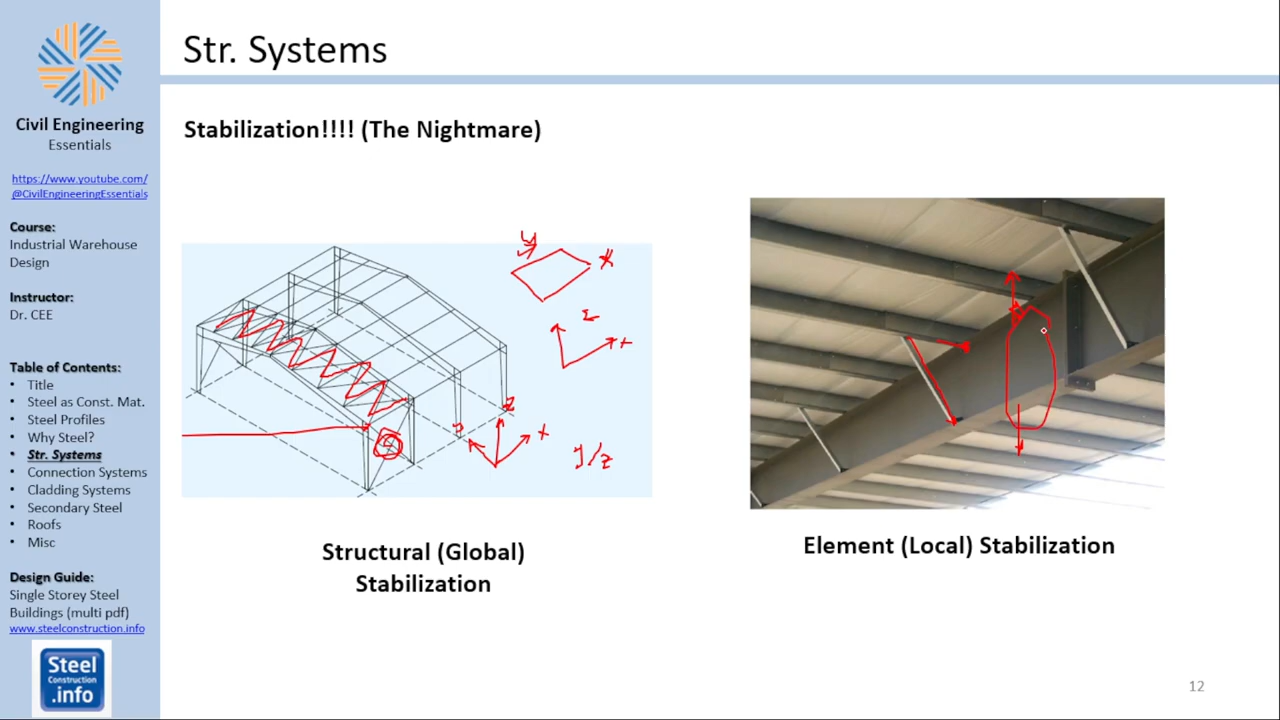 Str. Systems
Civil Engineering
Essentials
https://www.youtube.com/
@CivilEngineeringEssentials
Course:
Industrial Warehouse
Design
Instructor:
Dr. CEE
Table of Contents:
• Title
• Steel as Const. Mat.
• Steel Profiles
• Why Steel?
• Str. Systems
• Connection Systems
• Cladding Systems
• Secondary Steel
• Roofs
• Misc
Design Guide:
Single Storey Steel
Buildings (multi pdf)
www.steelconstruction.info
Steel
Construction
.info
Stabilization!!!! (The Nightmare)
y
x
z
x
z
x
y/z
Structural (Global)
Stabilization
Element (Local) Stabilization
12